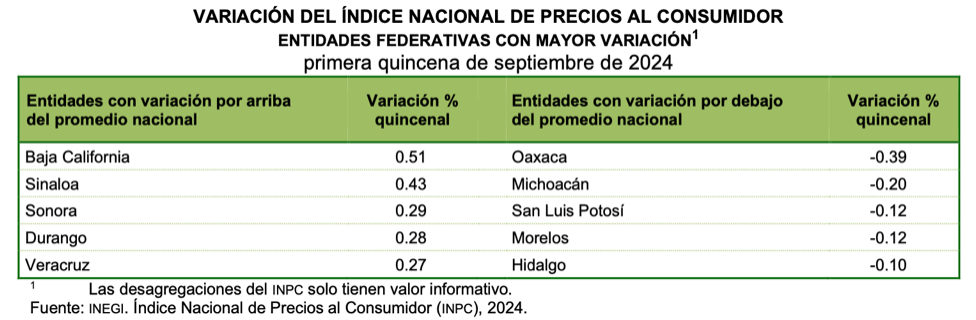 VARIACIÓN DEL ÍNDICE NACIONAL DE PRECIOS AL CONSUMIDOR
ENTIDADES FEDERATIVAS CON MAYOR VARIACIÓN¹
primera quincena de septiembre de 2024
Entidades con variación por arriba del promedio nacional | Variación % quincenal | Entidades con variación por debajo del promedio nacional | Variación % quincenal
Baja California 0.51 Oaxaca -0.39
Sinaloa 0.43 Michoacán -0.20
Sonora 0.29 San Luis Potosí -0.12
Durango 0.28 Morelos -0.12
Veracruz 0.27 Hidalgo -0.10
¹ Las desagregaciones del INPC solo tienen valor informativo.
Fuente: INEGI. Índice Nacional de Precios al Consumidor (INPC), 2024.